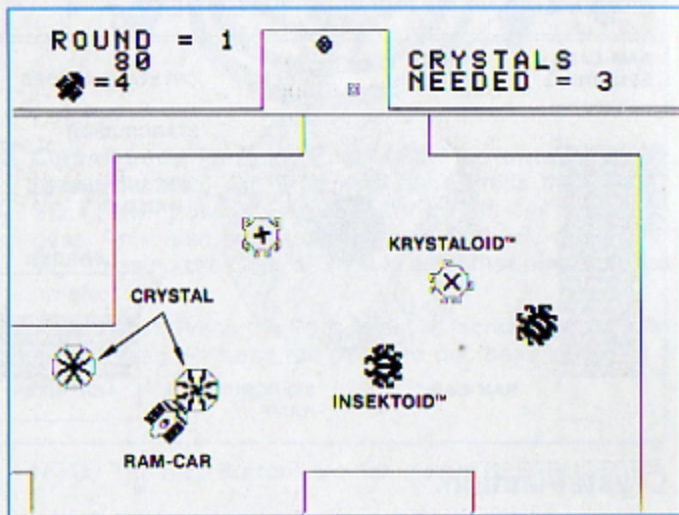 ROUND = 1
80
=4
CRYSTALS
NEEDED = 3
KRYSTALOID™
CRYSTAL
INSEKTOID™
RAM-CAR